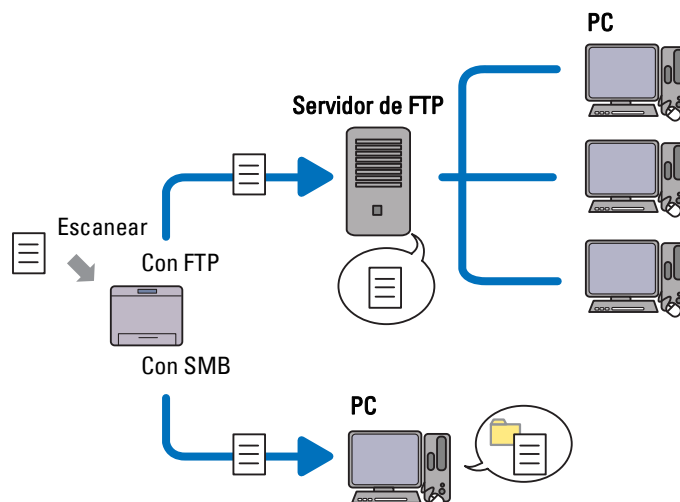 PC
Servidor de FTP
Escanear
Con FTP
Con SMB
PC